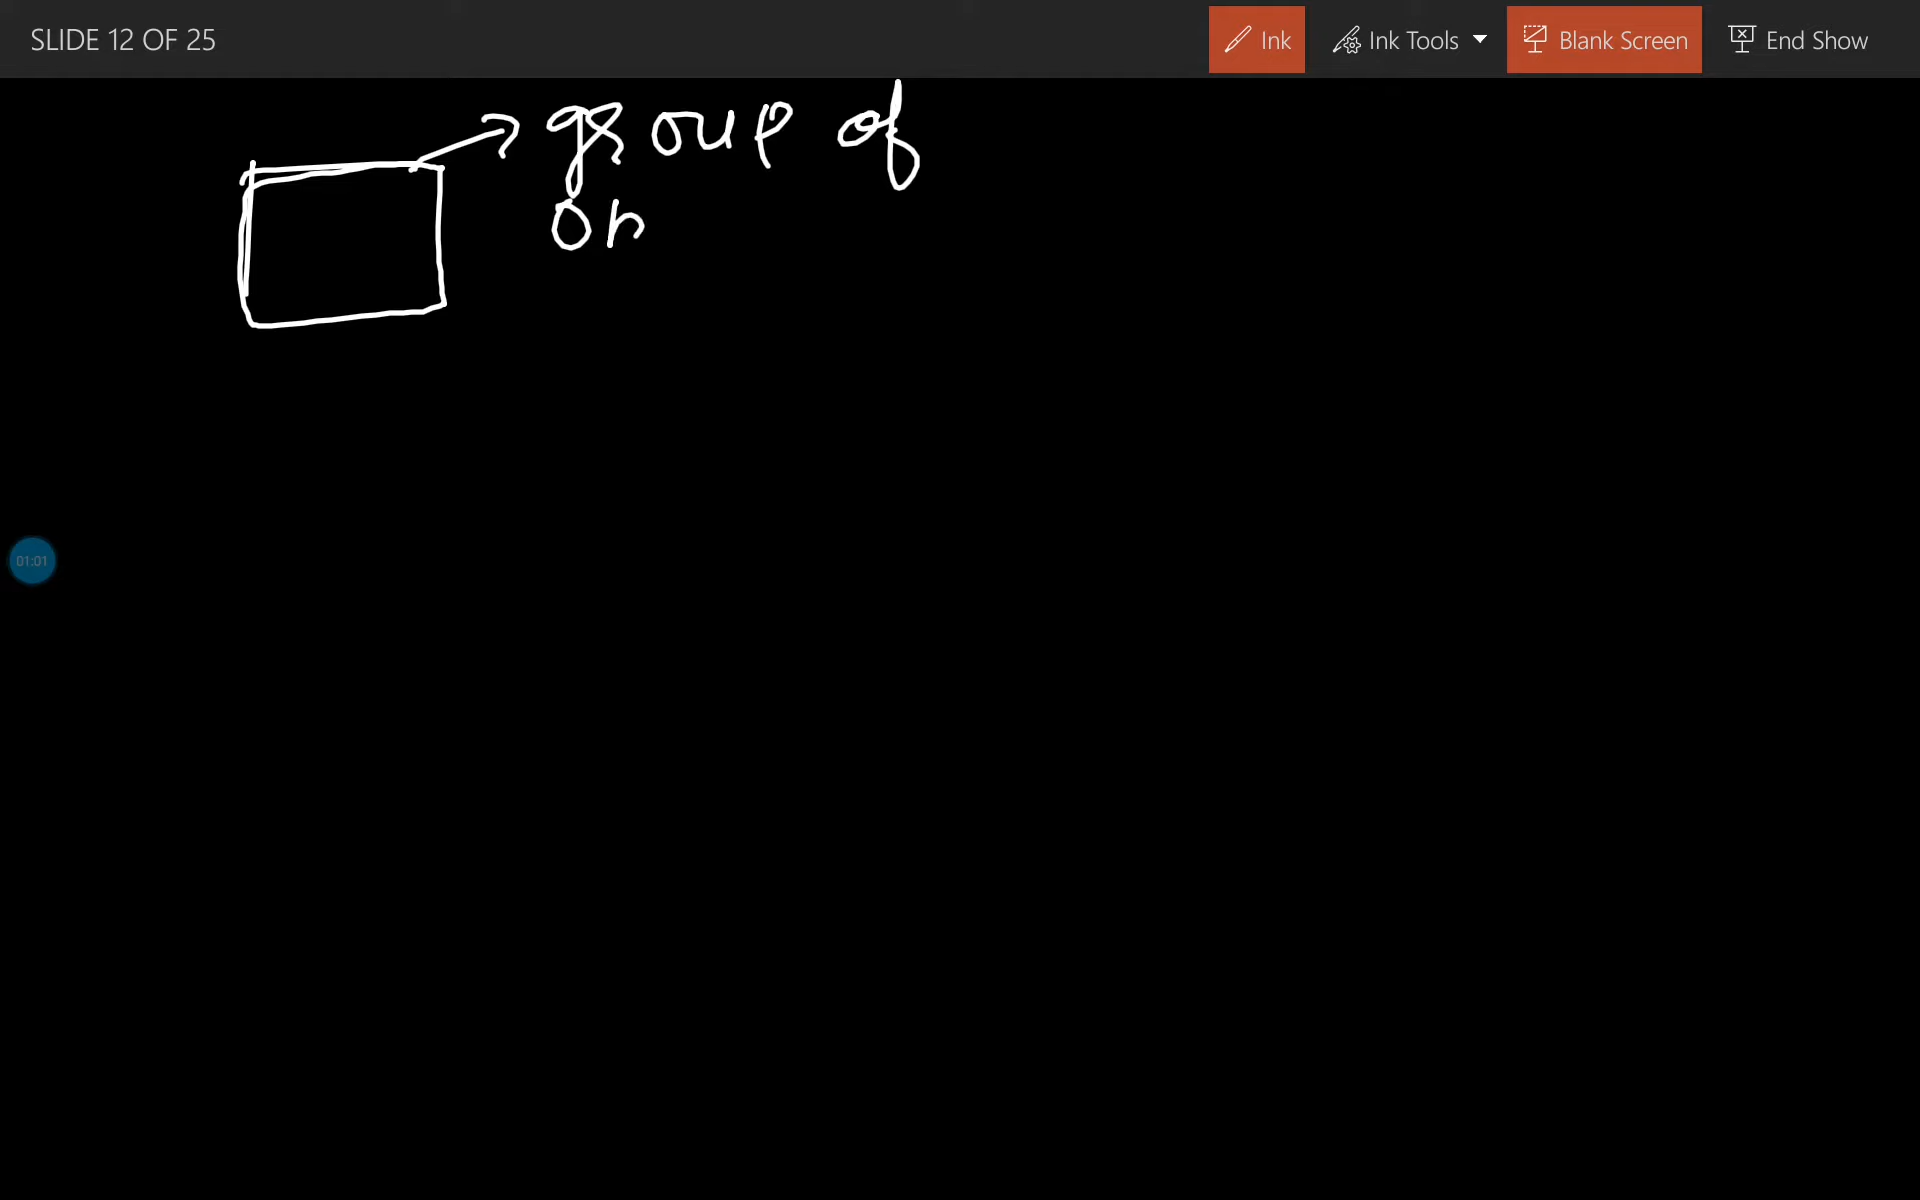 SLIDE 12 OF 25
Ink
Ink Tools
Blank Screen
End Show
group of
on
01:01